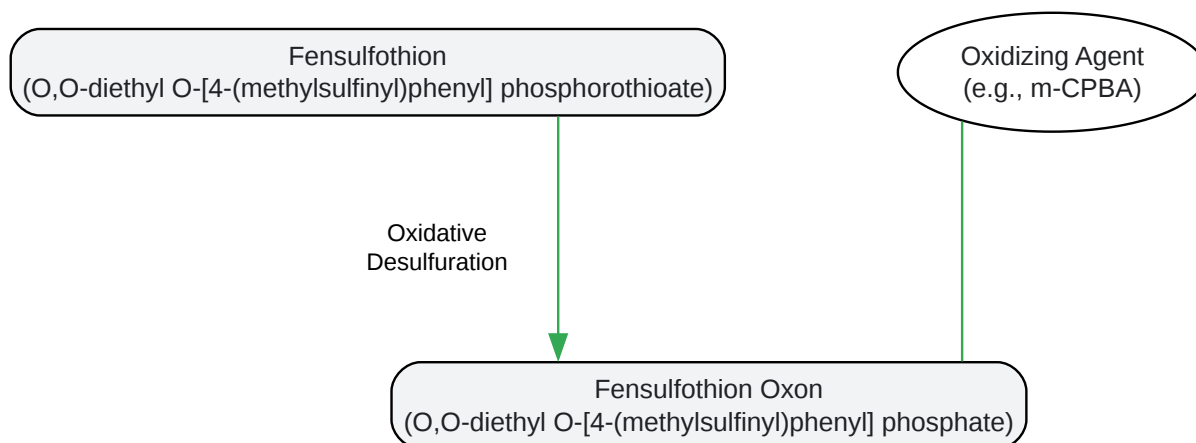 Fensulfothion
(O,O-diethyl O-[4-(methylsulfinyl)phenyl] phosphorothioate)
Oxidizing Agent
(e.g., m-CPBA)
Oxidative
Desulfuration
Fensulfothion Oxon
(O,O-diethyl O-[4-(methylsulfinyl)phenyl] phosphate)